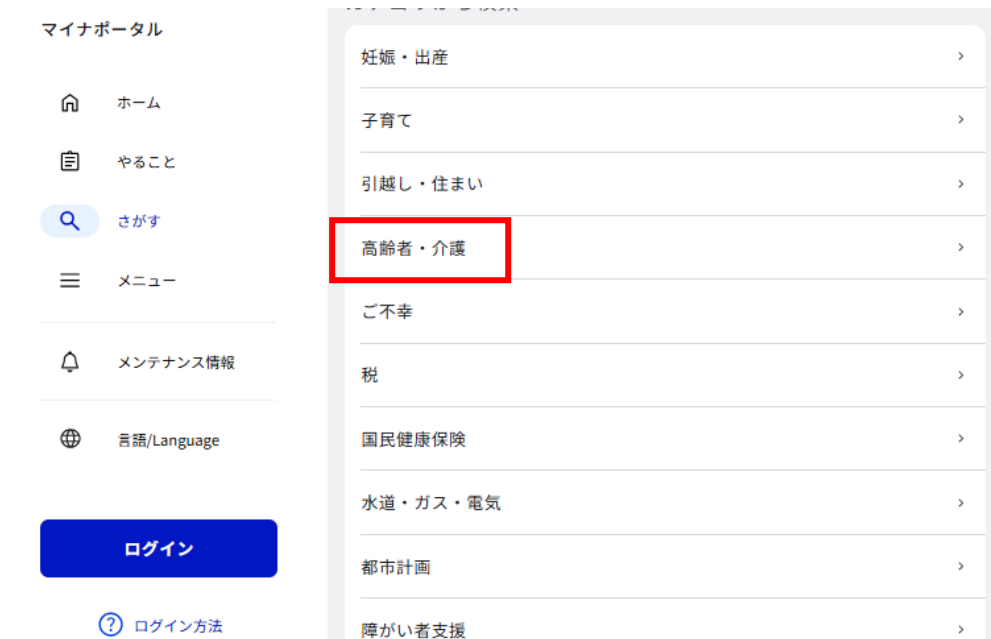 マイナポータル
ホーム
やること
さがす
メニュー
メンテナンス情報
言語/Language
ログイン
ログイン方法
妊娠・出産
子育て
引越し・住まい
高齢者・介護
ご不幸
税
国民健康保険
水道・ガス・電気
都市計画
障がい者支援